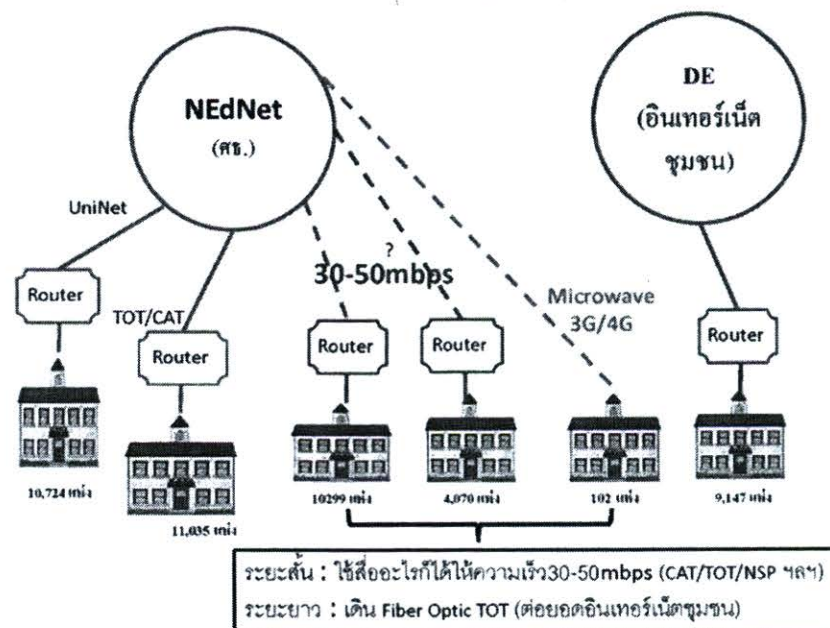 NEdNet
(ศธ.)
DE
(อินเทอร์เน็ต
ชุมชน)
UniNet
?
30-50mbps
Microwave
3G/4G
Router
TOT/CAT
Router
Router
Router
Router
10,724 แห่ง
11,035 แห่ง
10299 แห่ง
4,070 แห่ง
102 แห่ง
9,147 แห่ง
ระยะสั้น : ใช้สื่ออะไรก็ได้ให้ความเร็ว30-50mbps (CAT/TOT/NSP ฯลฯ)
ระยะยาว : เดิน Fiber Optic TOT (ต่อยอดอินเทอร์เน็ตชุมชน)